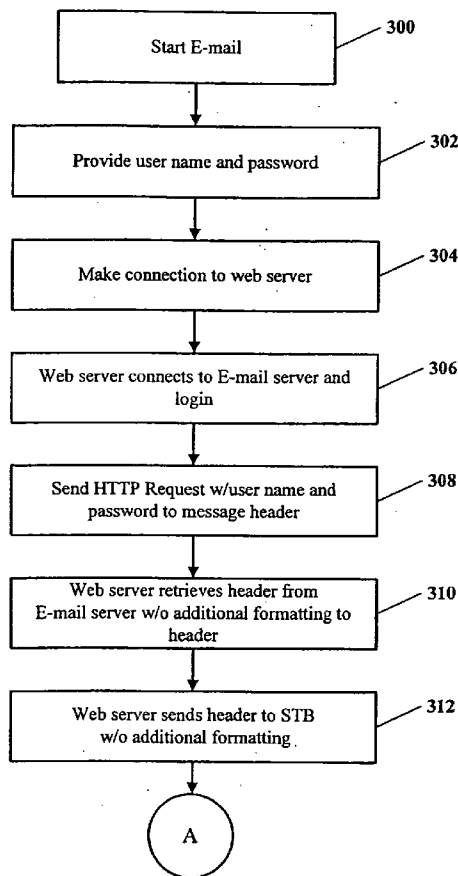 Start E-mail
300
Provide user name and password
302
Make connection to web server
304
Web server connects to E-mail server and
login
306
Send HTTP Request w/user name and
password to message header
308
Web server retrieves header from
E-mail server w/o additional formatting to
header
310
Web server sends header to STB
w/o additional formatting
312
A